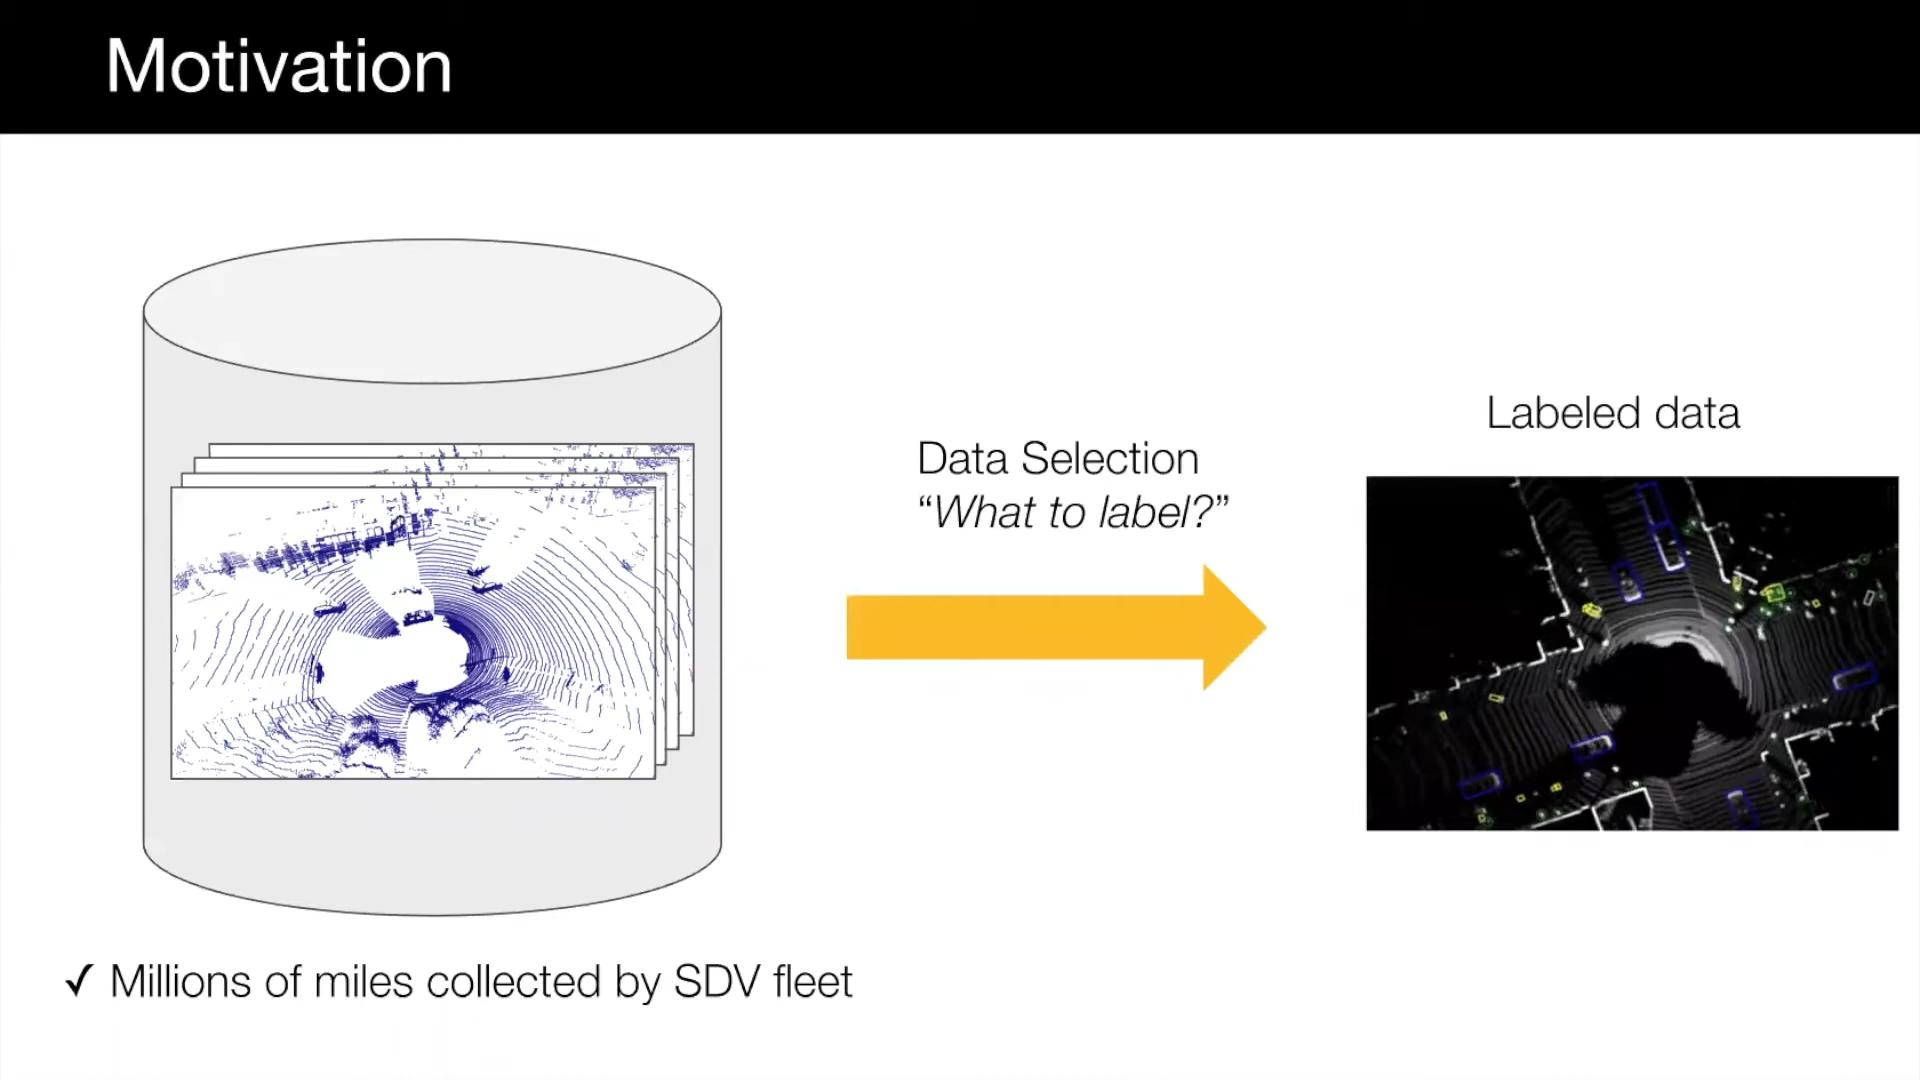 Motivation
Data Selection
“What to label?”
Labeled data
✓ Millions of miles collected by SDV fleet